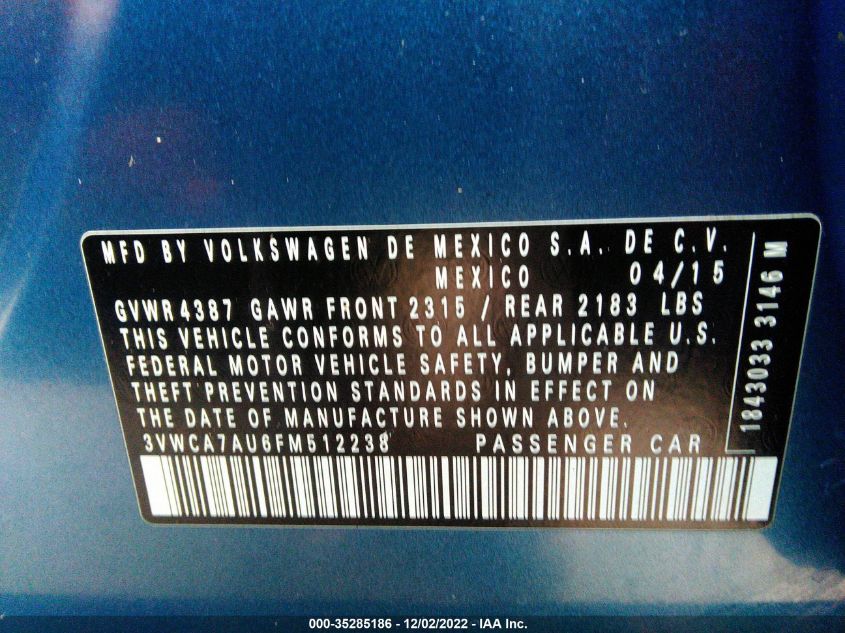 MFD BY VOLKSWAGEN DE MEXICO S.A. DE C.V.
MEXICO 04/15
GVWR4387 GAWR FRONT 2315 / REAR 2183 LBS
THIS VEHICLE CONFORMS TO ALL APPLICABLE U.S.
FEDERAL MOTOR VEHICLE SAFETY, BUMPER AND
THEFT PREVENTION STANDARDS IN EFFECT ON
THE DATE OF MANUFACTURE SHOWN ABOVE.
3VWCA7AU6FM512238 PASSENGER CAR
1843033 3146 M
000-35285186 - 12/02/2022 - IAA Inc.